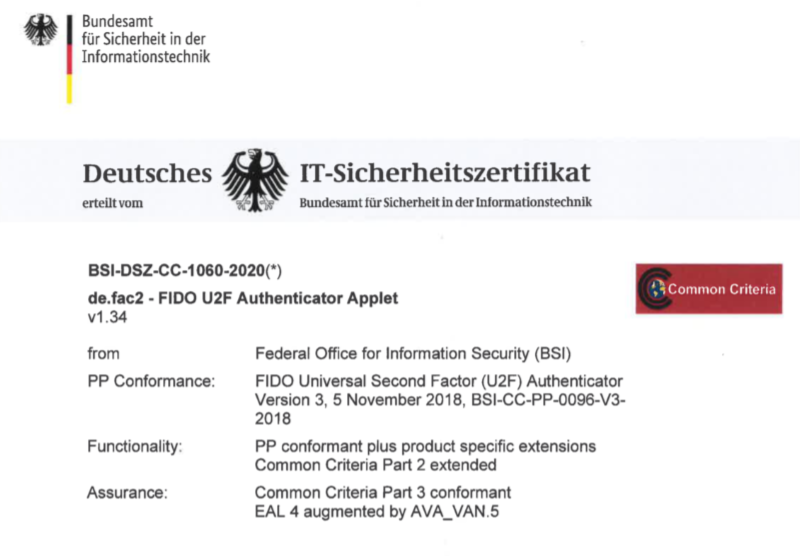 Bundesamt
für Sicherheit in der
Informationstechnik
Deutsches IT-Sicherheitszertifikat
erteilt vom Bundesamt für Sicherheit in der Informationstechnik
BSI-DSZ-CC-1060-2020(*)
Common Criteria
de.fac2 - FIDO U2F Authenticator Applet
v1.34
from Federal Office for Information Security (BSI)
PP Conformance: FIDO Universal Second Factor (U2F) Authenticator
Version 3, 5 November 2018, BSI-CC-PP-0096-V3-
2018
Functionality: PP conformant plus product specific extensions
Common Criteria Part 2 extended
Assurance: Common Criteria Part 3 conformant
EAL 4 augmented by AVA_VAN.5